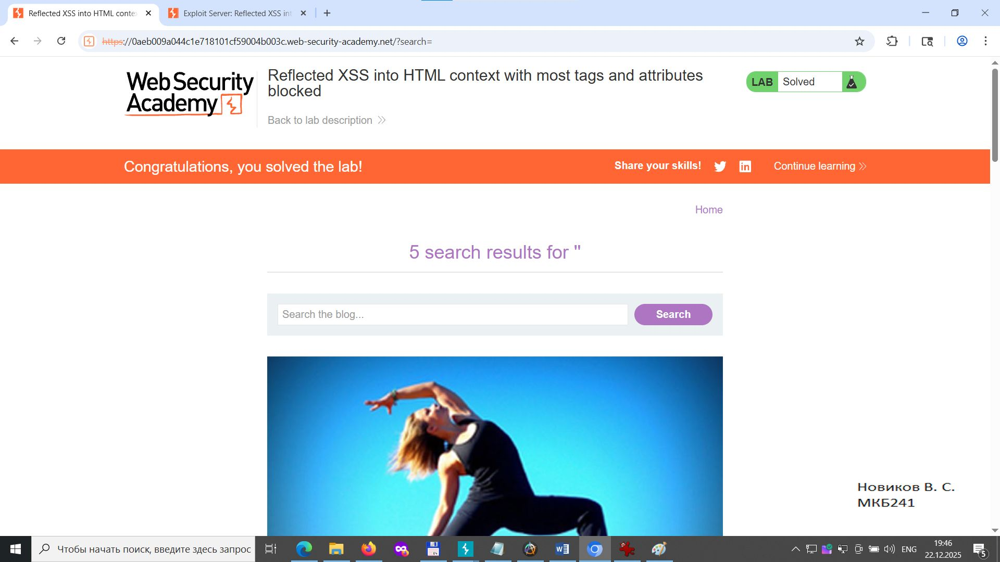 Reflected XSS into HTML conte
Exploit Server: Reflected XSS int
https://0aeb009a044c1e718101cf59004b003c.web-security-academy.net/?search=
Web Security
Academy
Reflected XSS into HTML context with most tags and attributes
blocked
Back to lab description
LAB Solved
Congratulations, you solved the lab!
Share your skills!
Continue learning
Home
5 search results for ''
Search the blog...
Search
Новиков В. С.
МКБ241
Чтобы начать поиск, введите здесь запрос
64
W
ENG
19:46
22.12.2025
5